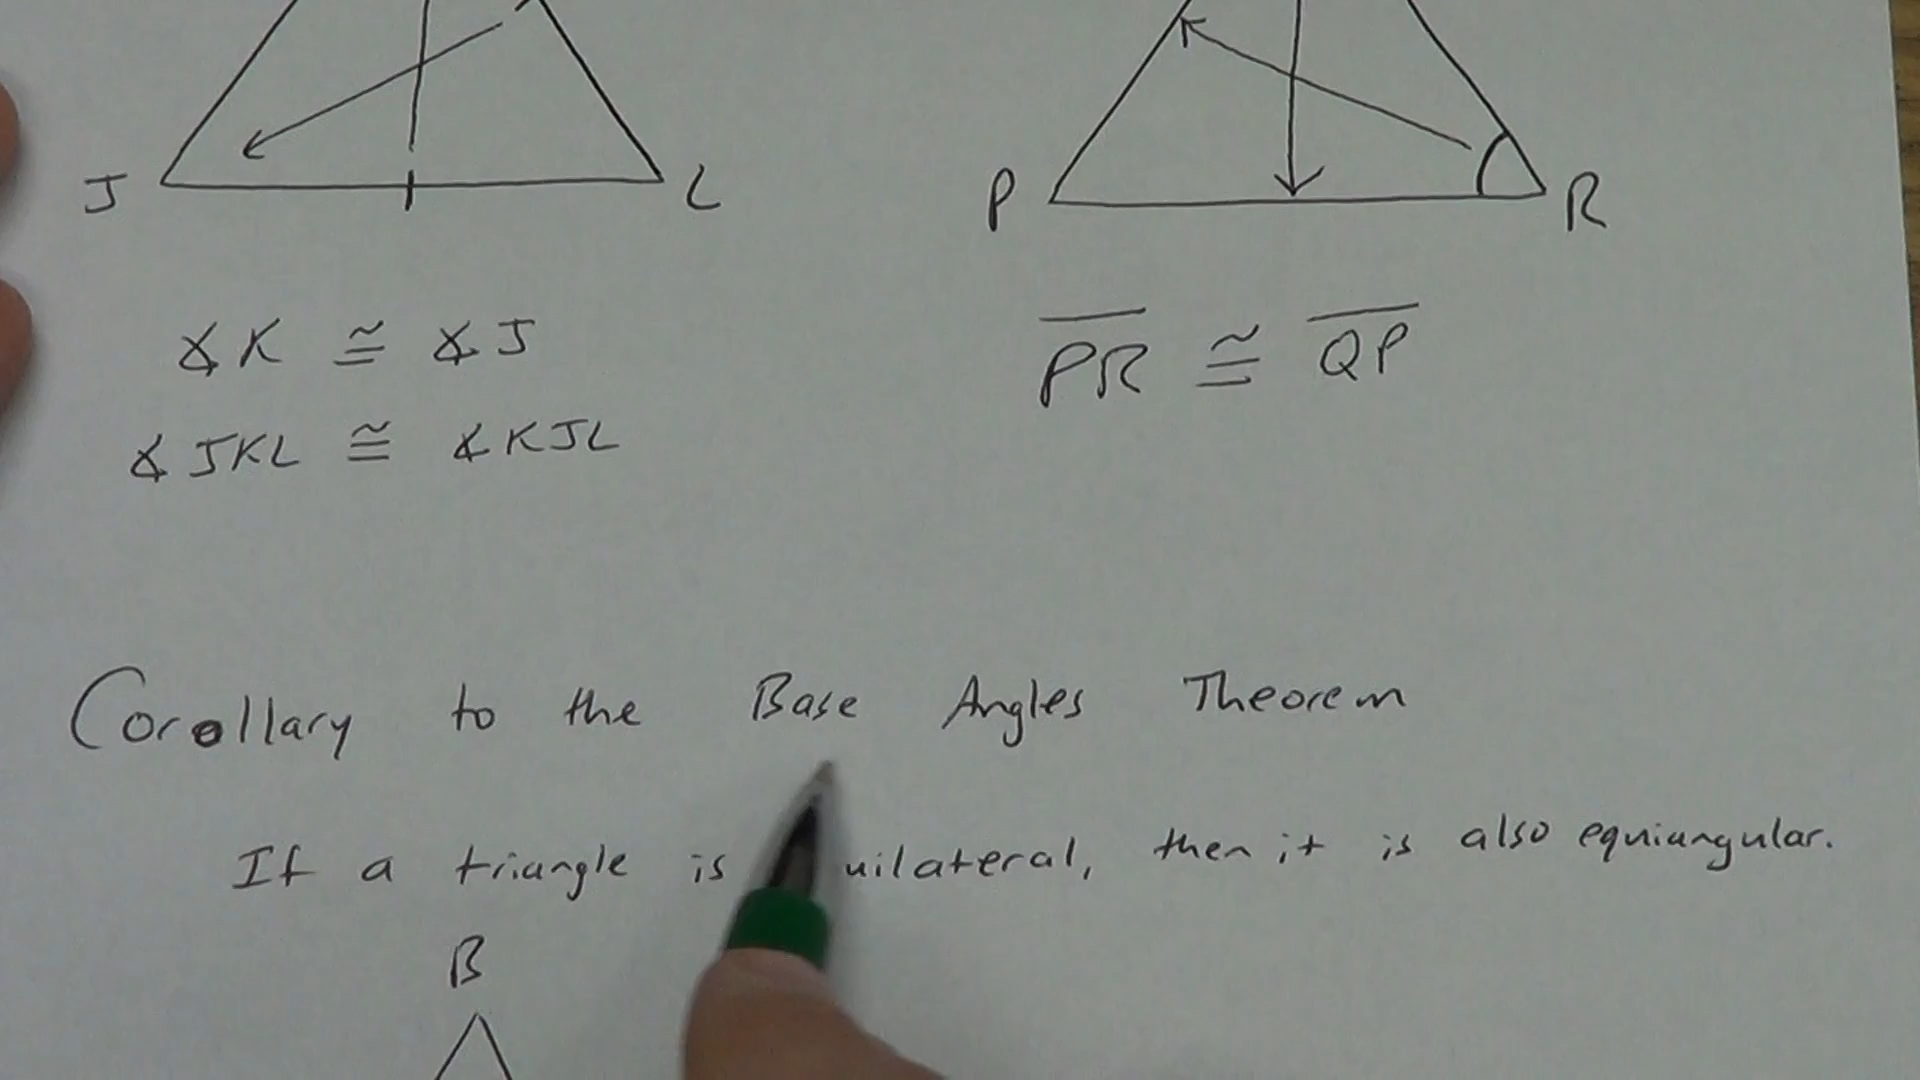 J L
P R
∡K ≅ ∡J
∡JKL ≅ ∡KJL
PR ≅ QP
Corollary to the Base Angles Theorem
If a triangle is uilateral, then it is also equiangular.
B